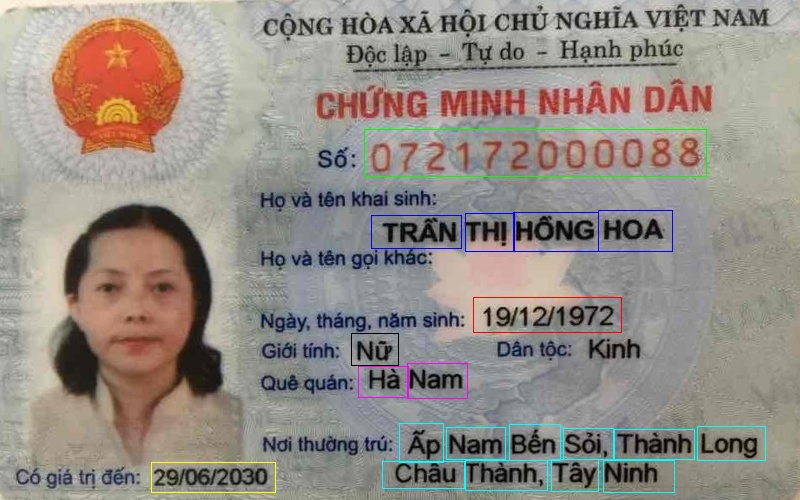 CỘNG HÒA XÃ HỘI CHỦ NGHĨA VIỆT NAM
Độc lập - Tự do - Hạnh phúc
CHỨNG MINH NHÂN DÂN
Số: 072172000088
Họ và tên khai sinh:
TRẦN THỊ HỒNG HOA
Họ và tên gọi khác:
Ngày, tháng, năm sinh: 19/12/1972
Giới tính: Nữ Dân tộc: Kinh
Quê quán: Hà Nam
Nơi thường trú: Ấp Nam Bến Sỏi, Thành Long
Châu Thành, Tây Ninh
Có giá trị đến: 29/06/2030